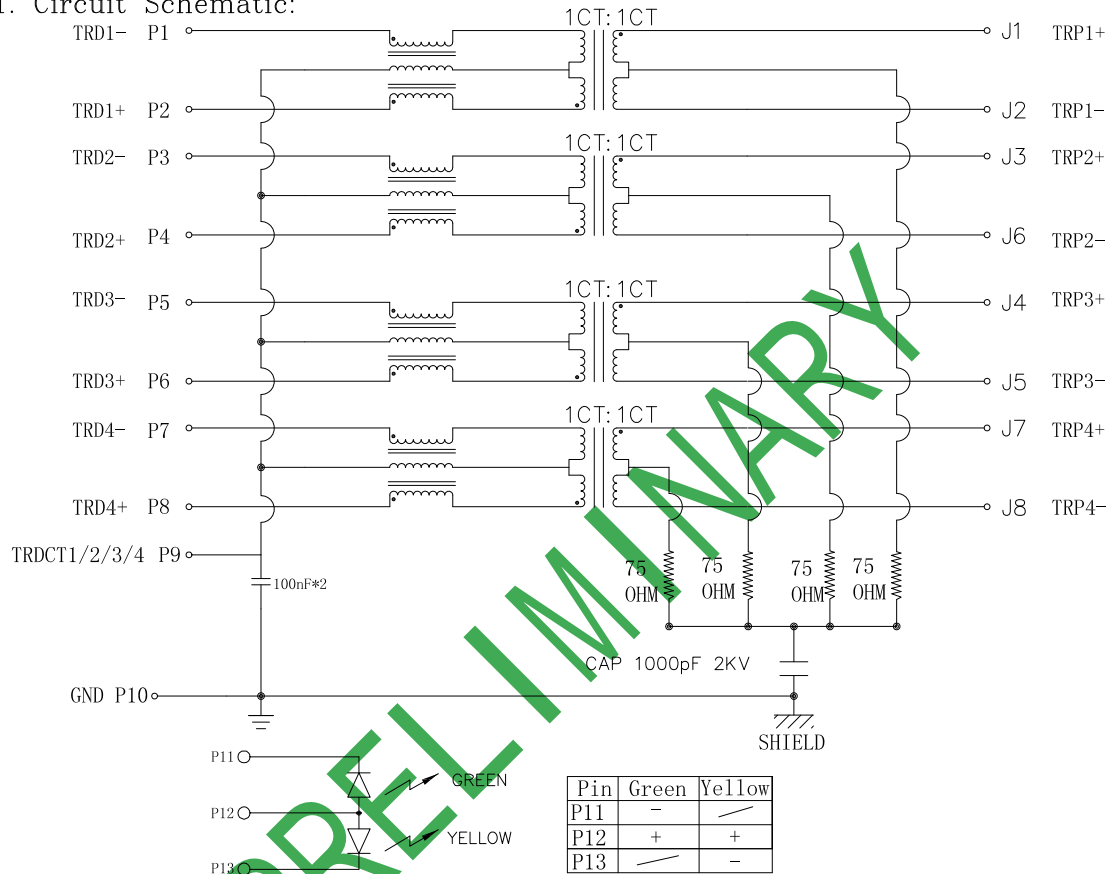 1. Circuit Schematic:
1CT:1CT
TRD1- P1 J1 TRP1+
TRD1+ P2 J2 TRP1-
1CT:1CT
TRD2- P3 J3 TRP2+
TRD2+ P4 J6 TRP2-
1CT:1CT
TRD3- P5 J4 TRP3+
TRD3+ P6 J5 TRP3-
1CT:1CT
TRD4- P7 J7 TRP4+
TRD4+ P8 J8 TRP4-
TRDCT1/2/3/4 P9
100nF*2
75 OHM
75 OHM
75 OHM
75 OHM
CAP 1000pF 2KV
GND P10
SHIELD
P11
GREEN
P12
YELLOW
P13
Pin Green Yellow
P11 -
P12 + +
P13 -
PRELIMINARY